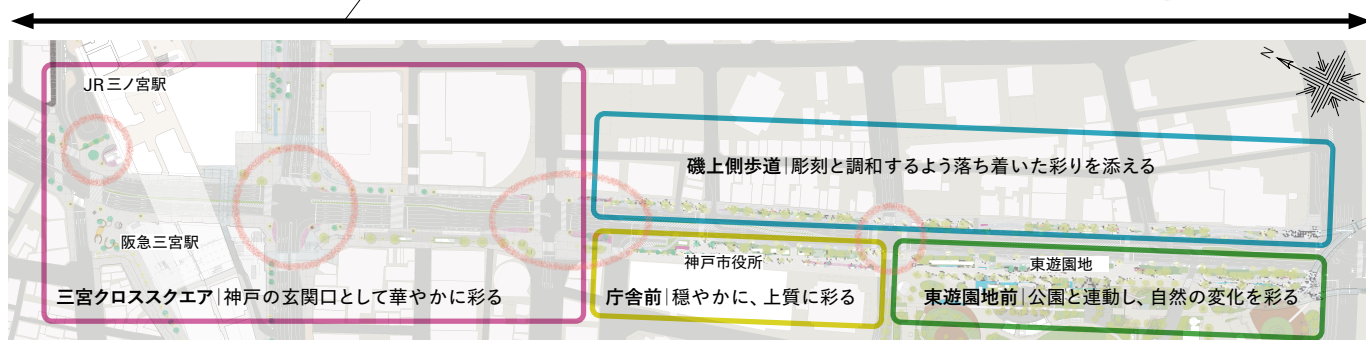 JR三ノ宮駅
N
磯上側歩道|彫刻と調和するよう落ち着いた彩りを添える
阪急三宮駅
神戸市役所
東遊園地
三宮クロススクエア|神戸の玄関口として華やかに彩る
庁舎前|穏やかに、上質に彩る
東遊園地前|公園と連動し、自然の変化を彩る